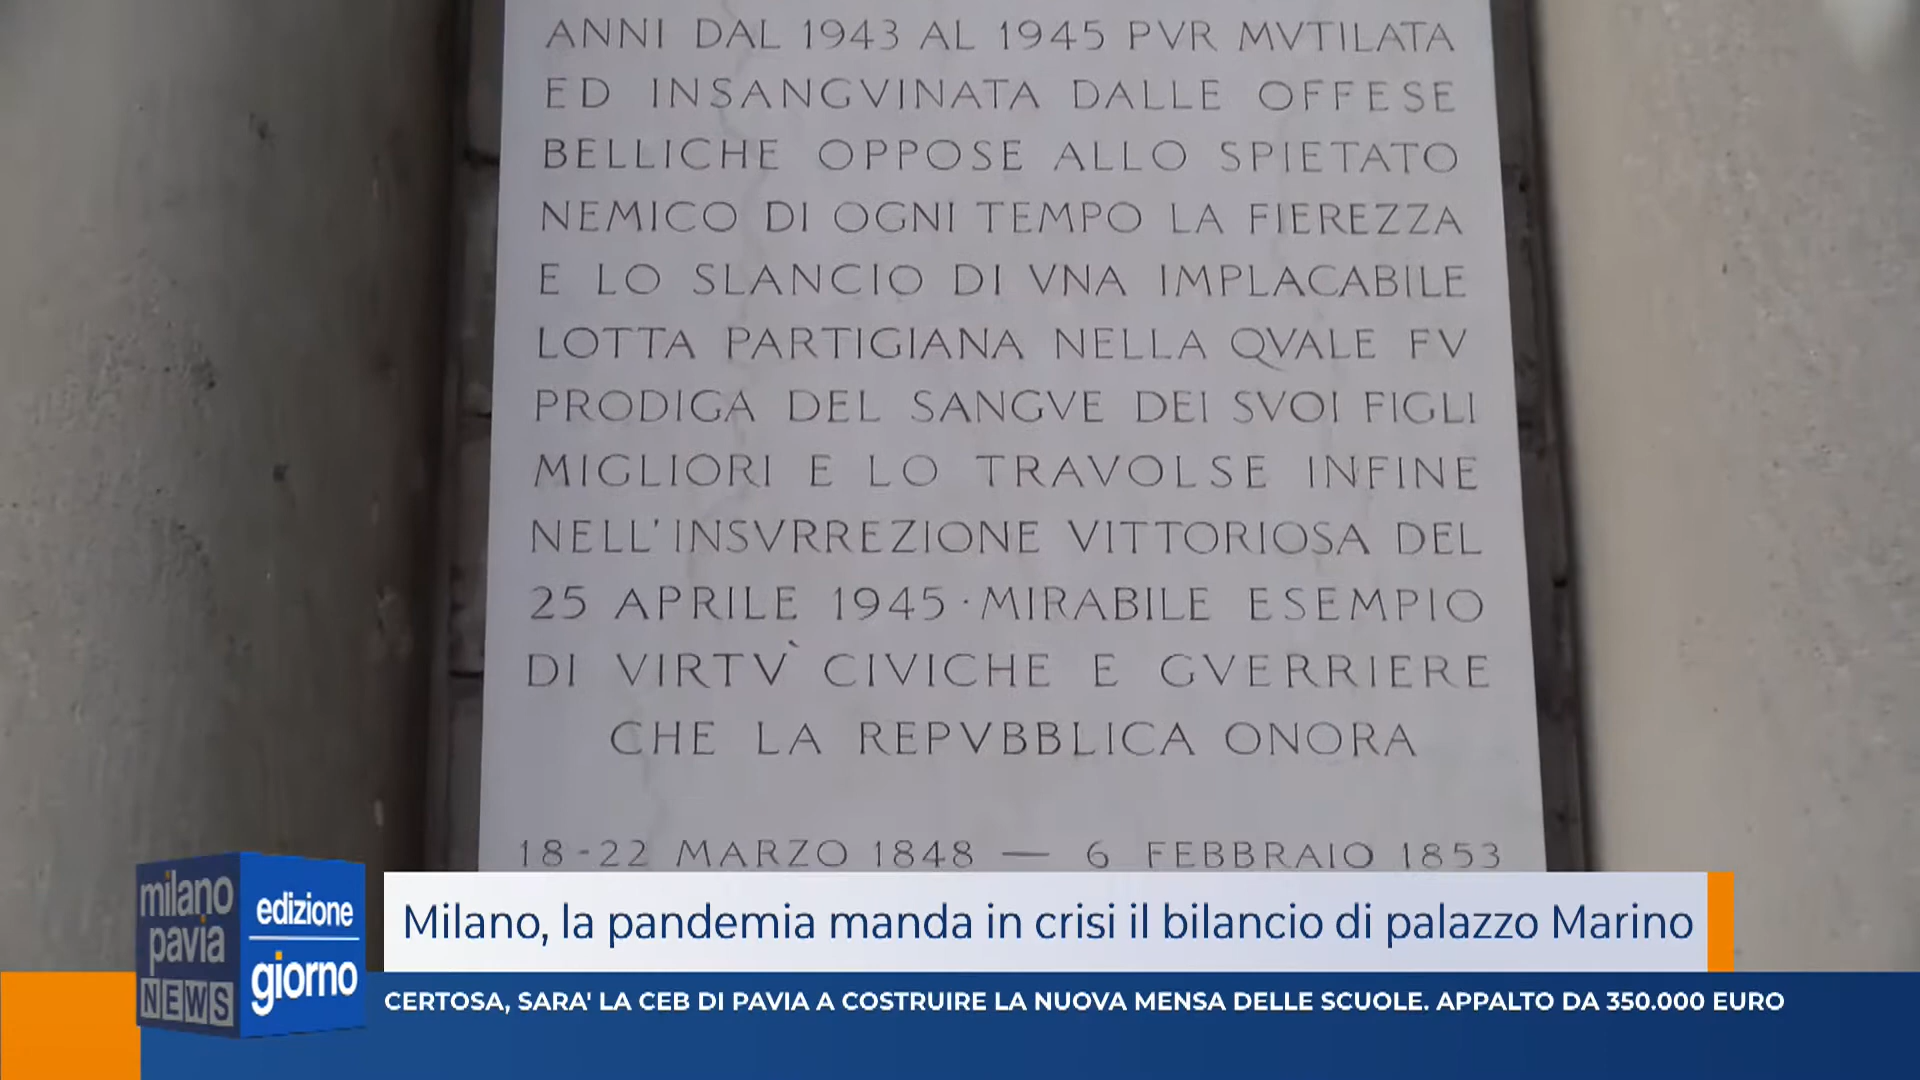 ANNI DAL 1943 AL 1945 PVR MVTILATA
ED INSANGVINATA DALLE OFFESE
BELLICHE OPPOSE ALLO SPIETATO
NEMICO DI OGNI TEMPO LA FIEREZZA
E LO SLANCIO DI VNA IMPLACABILE
LOTTA PARTIGIANA NELLA QVALE FV
PRODIGA DEL SANGVE DEI SVOI FIGLI
MIGLIORI E LO TRAVOLSE INFINE
NELL'INSVRREZIONE VITTORIOSA DEL
25 APRILE 1945 · MIRABILE ESEMPIO
DI VIRTV̀ CIVICHE E GVERRIERE
CHE LA REPVBBLICA ONORA
18-22 MARZO 1848 — 6 FEBBRAIO 1853
milano
pavia
NEWS
edizione
giorno
Milano, la pandemia manda in crisi il bilancio di palazzo Marino
CERTOSA, SARA' LA CEB DI PAVIA A COSTRUIRE LA NUOVA MENSA DELLE SCUOLE. APPALTO DA 350.000 EURO